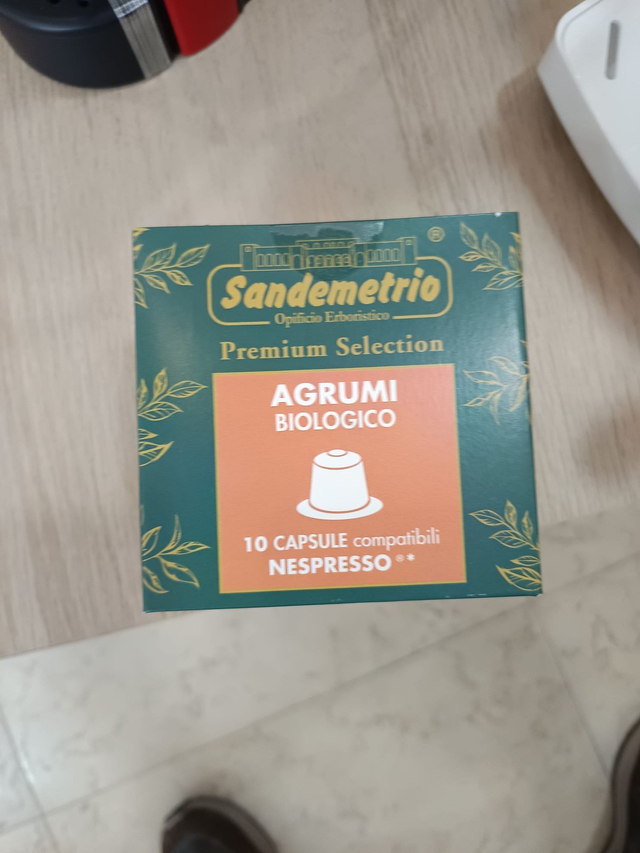 ®
Sandemetrio
Opificio Erboristico
Premium Selection
AGRUMI
BIOLOGICO
10 CAPSULE compatibili
NESPRESSO®*